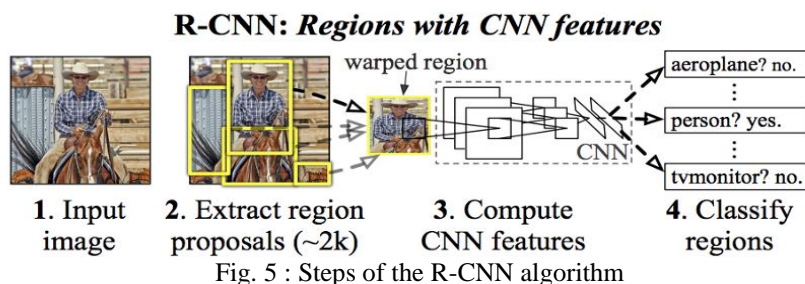 R-CNN: Regions with CNN features
warped region
aeroplane? no.
person? yes.
tvmonitor? no.
CNN
1. Input image
2. Extract region proposals (~2k)
3. Compute CNN features
4. Classify regions
Fig. 5 : Steps of the R-CNN algorithm